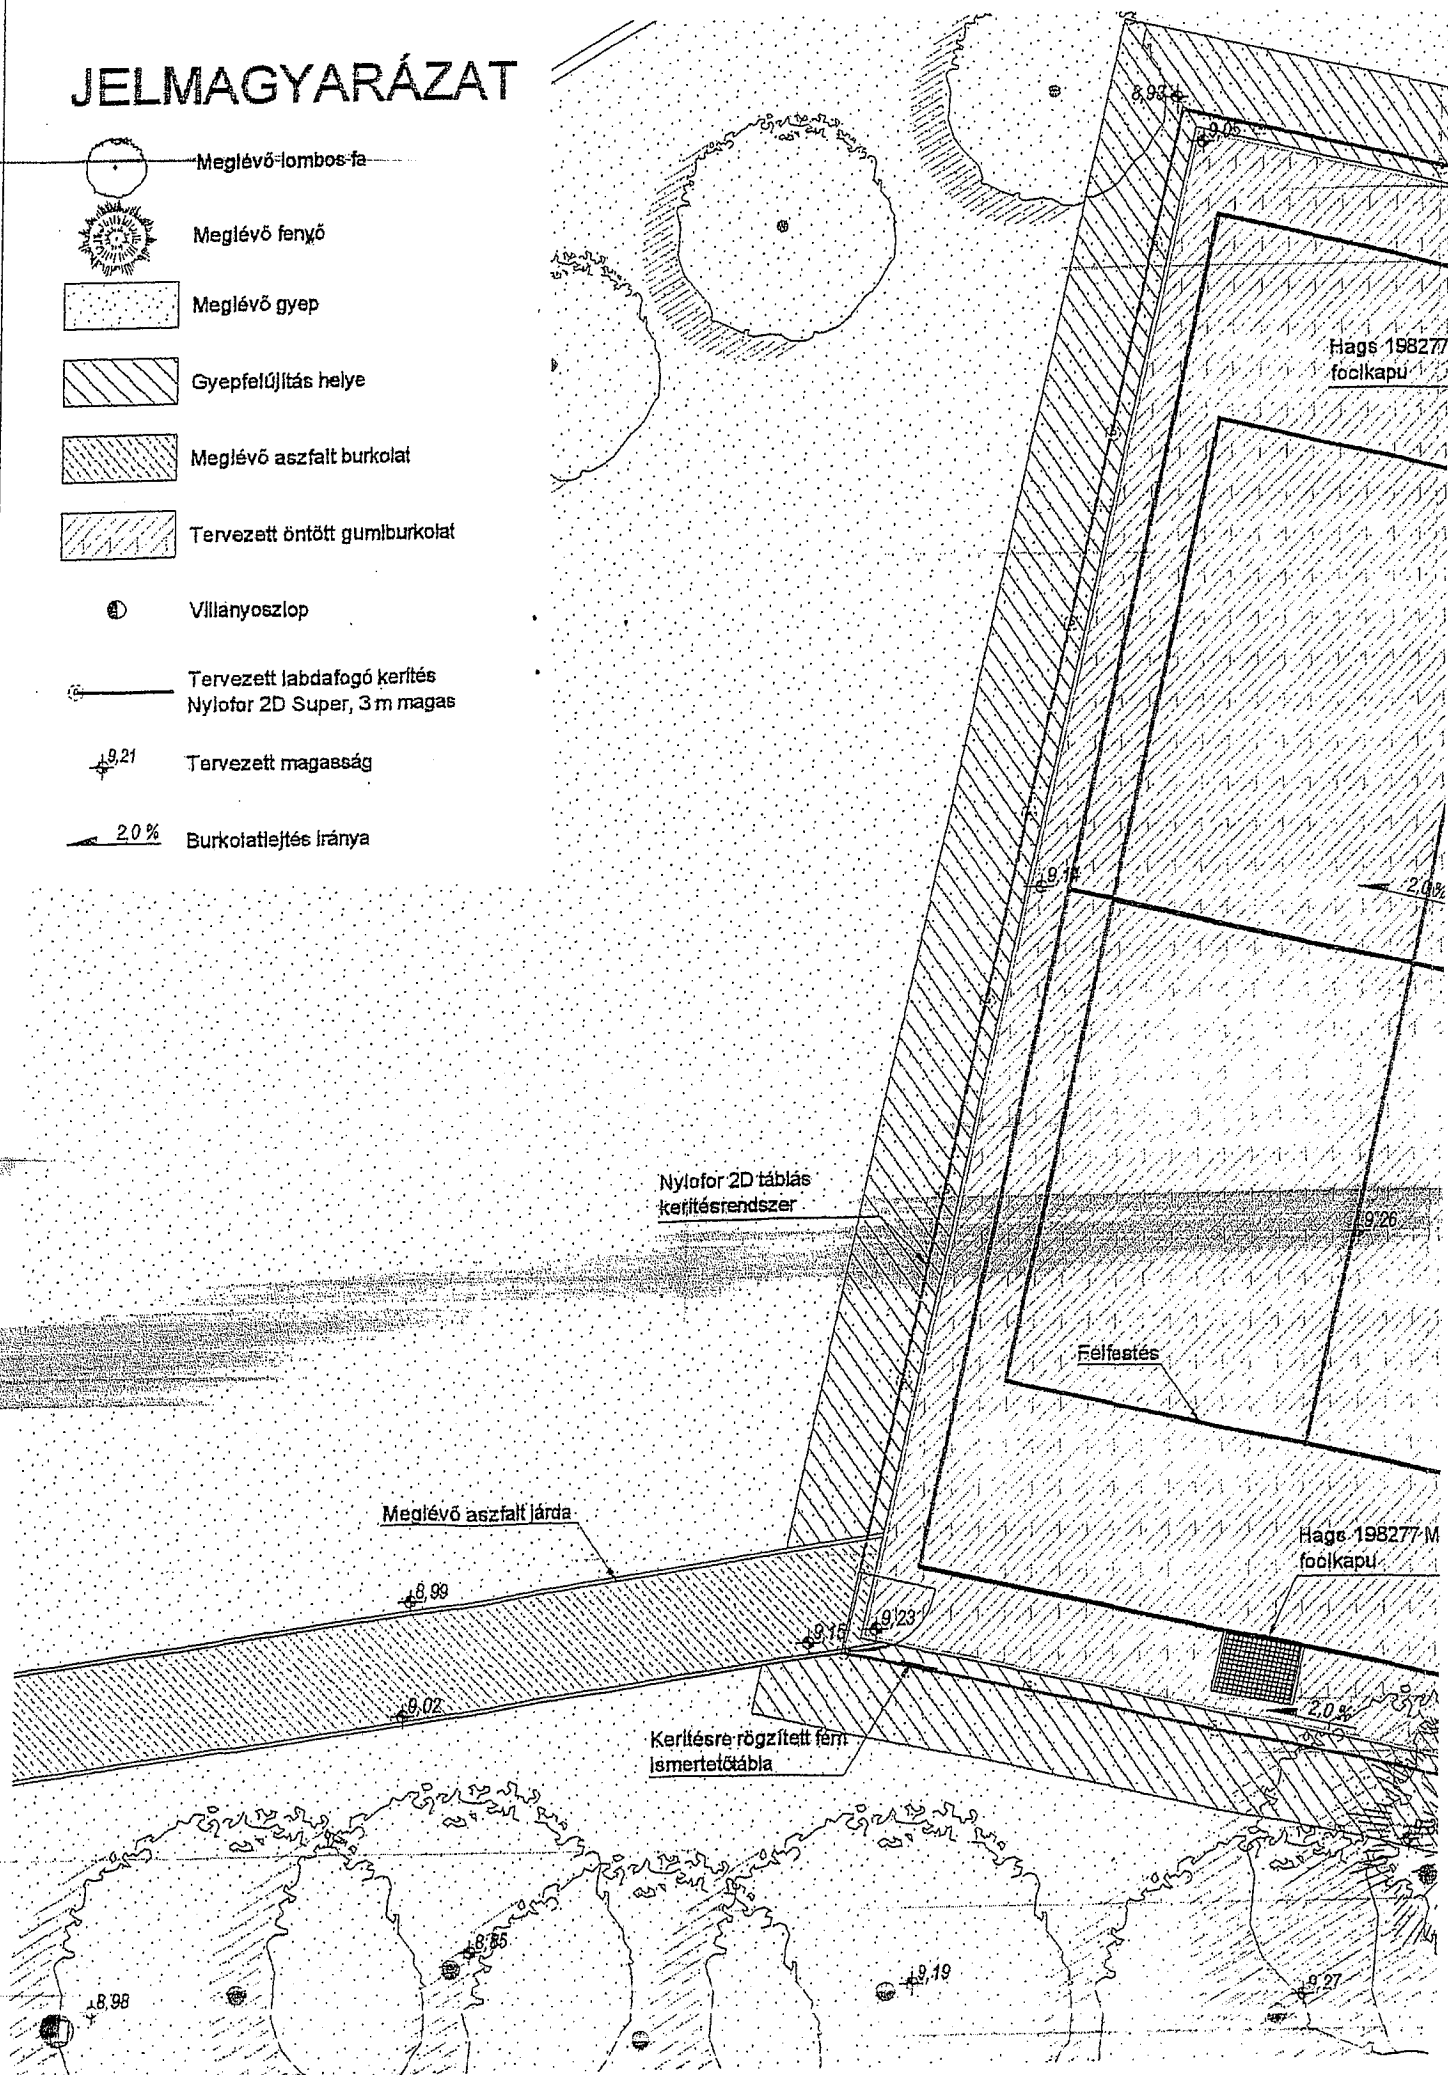 JELMAGYARÁZAT
Meglévő lombos fa
Meglévő fenyő
Meglévő gyep
Gyepfelújítás helye
Meglévő aszfalt burkolat
Tervezett öntött gumiburkolat
Villanyoszlop
Tervezett labdafogó kerítés
Nylofor 2D Super, 3 m magas
9,21
Tervezett magasság
2,0 %
Burkolatlejtés iránya
8,93
9,05
Hags 198277
focikapu
9,14
2,0%
Nylofor 2D táblás
kerítésrendszer
9,26
Felfestés
Meglévő aszfalt járda
Hags 198277 M
focikapu
8,99
9,15
9,23
9,02
2,0 %
Kerítésre rögzített fém
ismertetőtábla
8,85
9,19
9,27
8,98